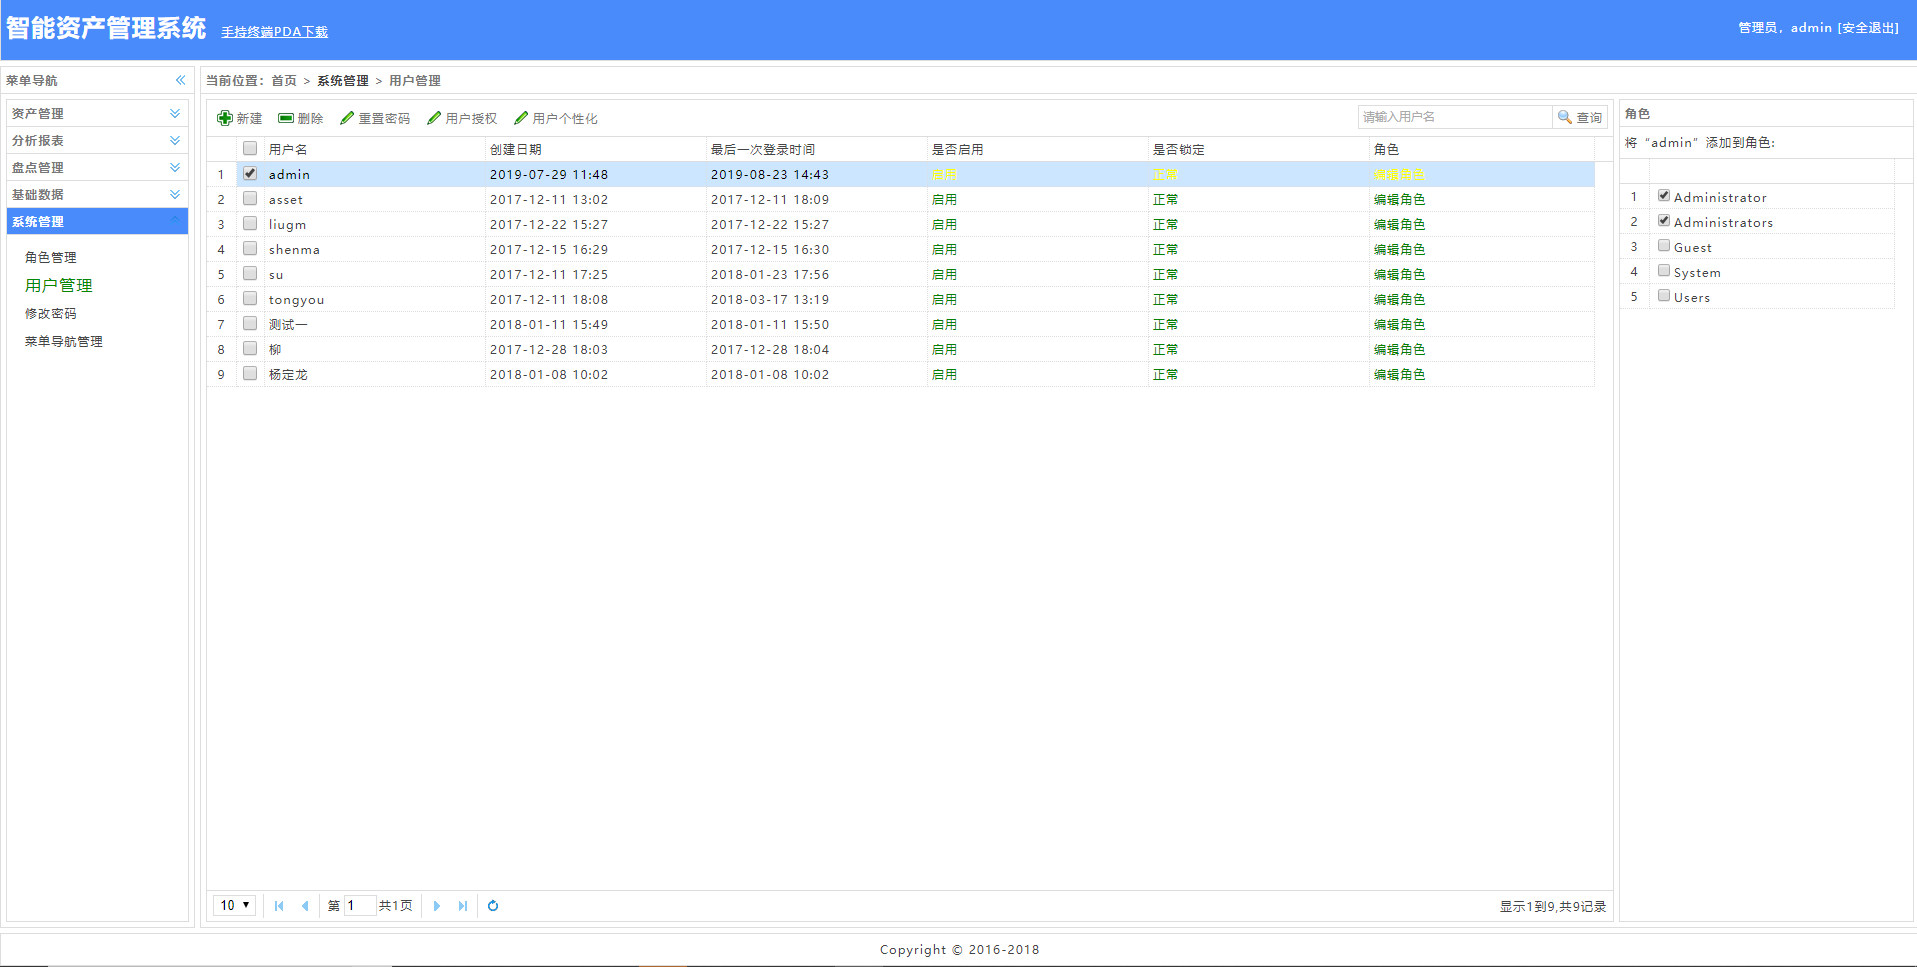 智能资产管理系统 手持终端PDA下载 管理员，admin [安全退出]
菜单导航
资产管理
分析报表
盘点管理
基础数据
系统管理
角色管理
用户管理
修改密码
菜单导航管理
当前位置：首页 > 系统管理 > 用户管理
新建 删除 重置密码 用户授权 用户个性化 请输入用户名 查询
用户名 创建日期 最后一次登录时间 是否启用 是否锁定 角色
1 admin 2019-07-29 11:48 2019-08-23 14:43 启用 正常 编辑角色
2 asset 2017-12-11 13:02 2017-12-11 18:09 启用 正常 编辑角色
3 liugm 2017-12-22 15:27 2017-12-22 15:27 启用 正常 编辑角色
4 shenma 2017-12-15 16:29 2017-12-15 16:30 启用 正常 编辑角色
5 su 2017-12-11 17:25 2018-01-23 17:56 启用 正常 编辑角色
6 tongyou 2017-12-11 18:08 2018-03-17 13:19 启用 正常 编辑角色
7 测试一 2018-01-11 15:49 2018-01-11 15:50 启用 正常 编辑角色
8 柳 2017-12-28 18:03 2017-12-28 18:04 启用 正常 编辑角色
9 杨定龙 2018-01-08 10:02 2018-01-08 10:02 启用 正常 编辑角色
10 第 1 共1页 显示1到9,共9记录
角色
将“admin”添加到角色:
1 Administrator
2 Administrators
3 Guest
4 System
5 Users
Copyright © 2016-2018